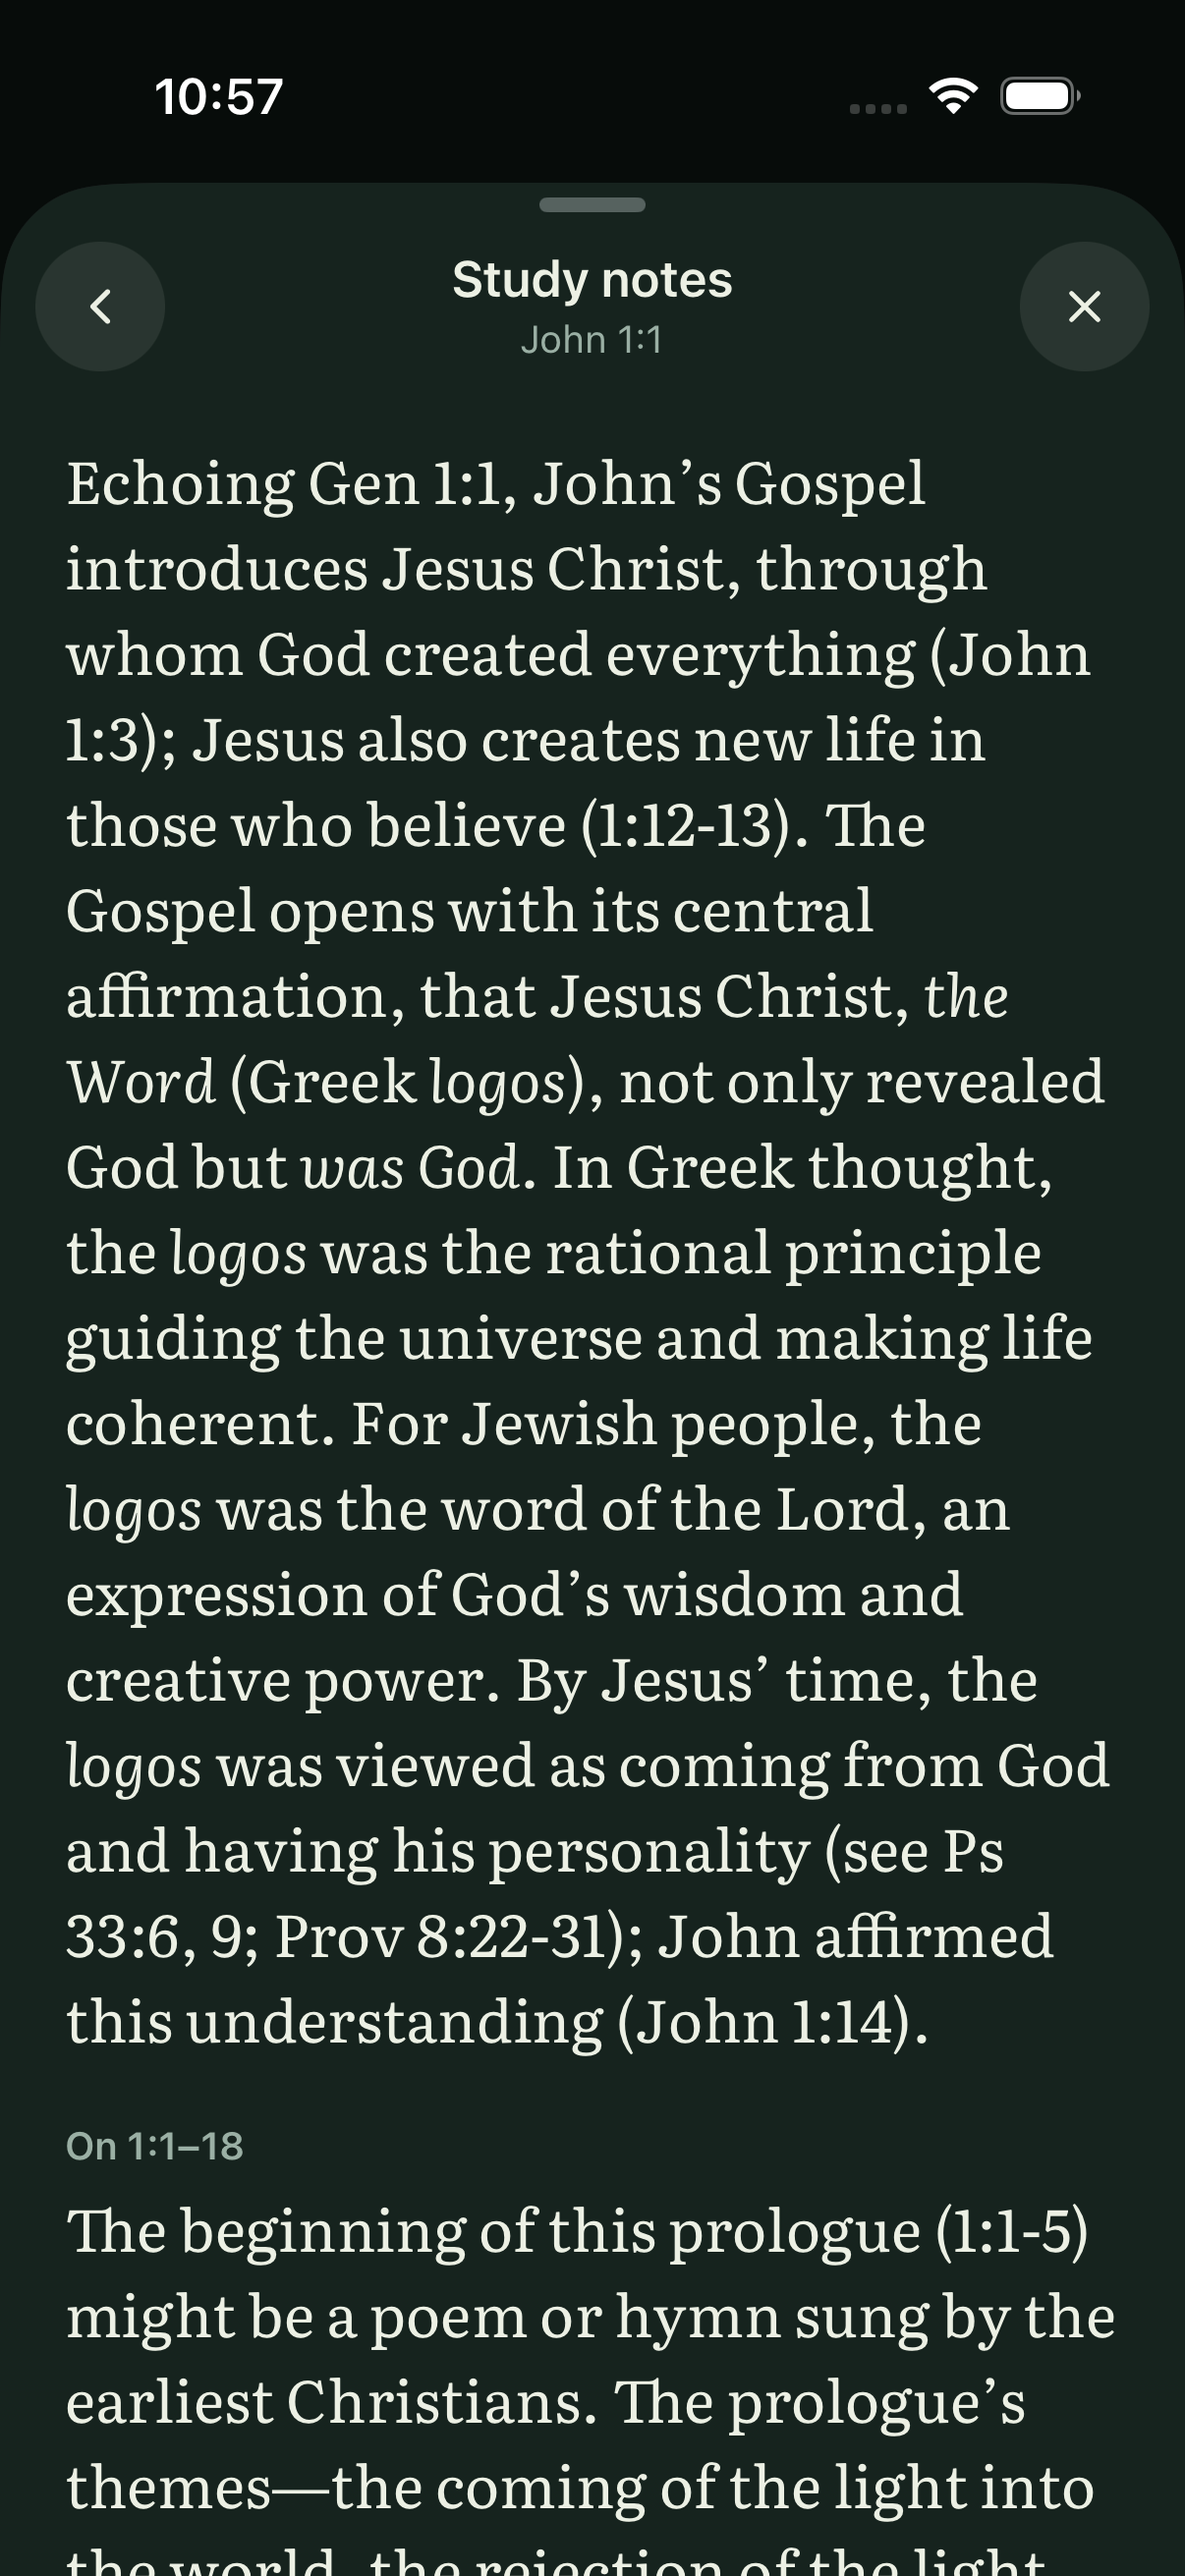 10:57
Study notes
John 1:1
Echoing Gen 1:1, John’s Gospel
introduces Jesus Christ, through
whom God created everything (John
1:3); Jesus also creates new life in
those who believe (1:12-13). The
Gospel opens with its central
affirmation, that Jesus Christ, the
Word (Greek logos), not only revealed
God but was God. In Greek thought,
the logos was the rational principle
guiding the universe and making life
coherent. For Jewish people, the
logos was the word of the Lord, an
expression of God’s wisdom and
creative power. By Jesus’ time, the
logos was viewed as coming from God
and having his personality (see Ps
33:6, 9; Prov 8:22-31); John affirmed
this understanding (John 1:14).
On 1:1–18
The beginning of this prologue (1:1-5)
might be a poem or hymn sung by the
earliest Christians. The prologue’s
themes—the coming of the light into
the world, the rejection of the light,